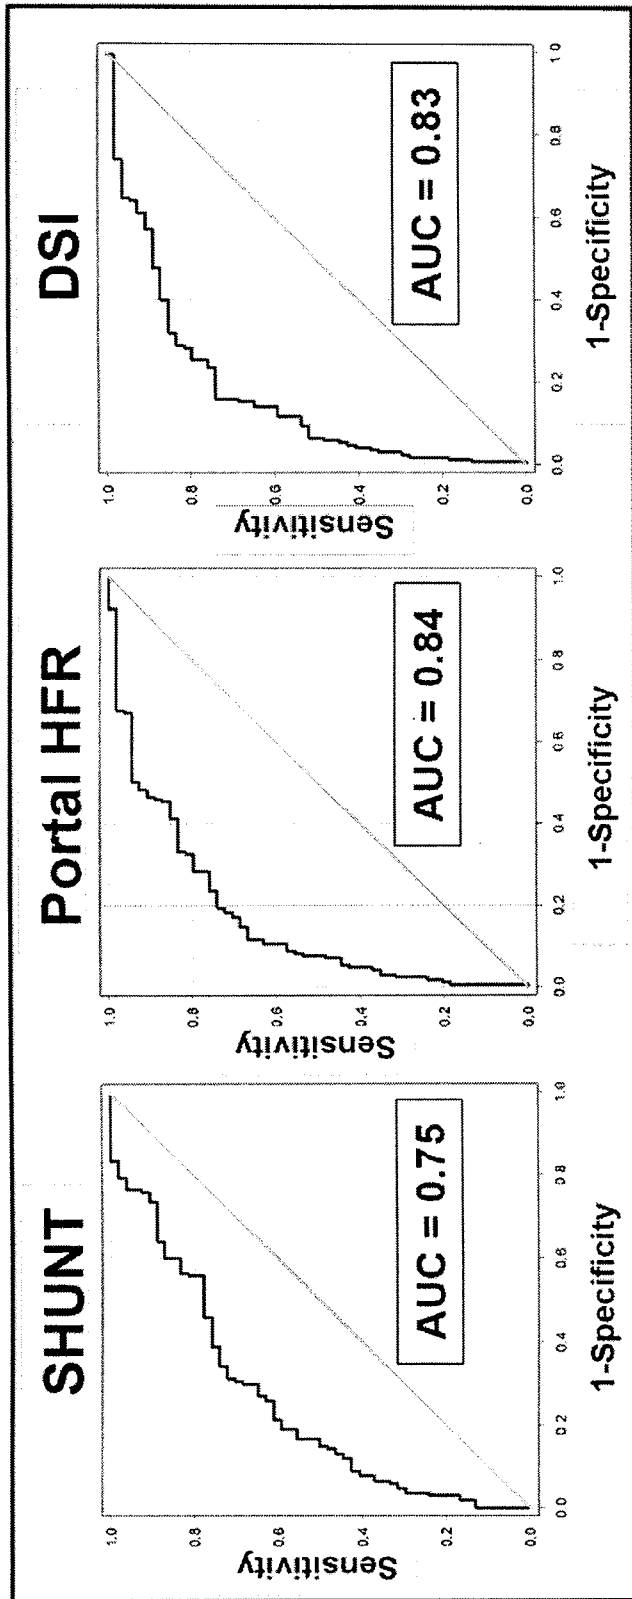 SHUNT
Sensitivity
1.0
0.8
0.6
0.4
0.2
0.0
AUC = 0.75
0.0 0.2 0.4 0.6 0.8 1.0
1-Specificity
Portal HFR
Sensitivity
1.0
0.8
0.6
0.4
0.2
0.0
AUC = 0.84
0.0 0.2 0.4 0.6 0.8 1.0
1-Specificity
DSI
Sensitivity
1.0
0.8
0.6
0.4
0.2
0.0
AUC = 0.83
0.0 0.2 0.4 0.6 0.8 1.0
1-Specificity